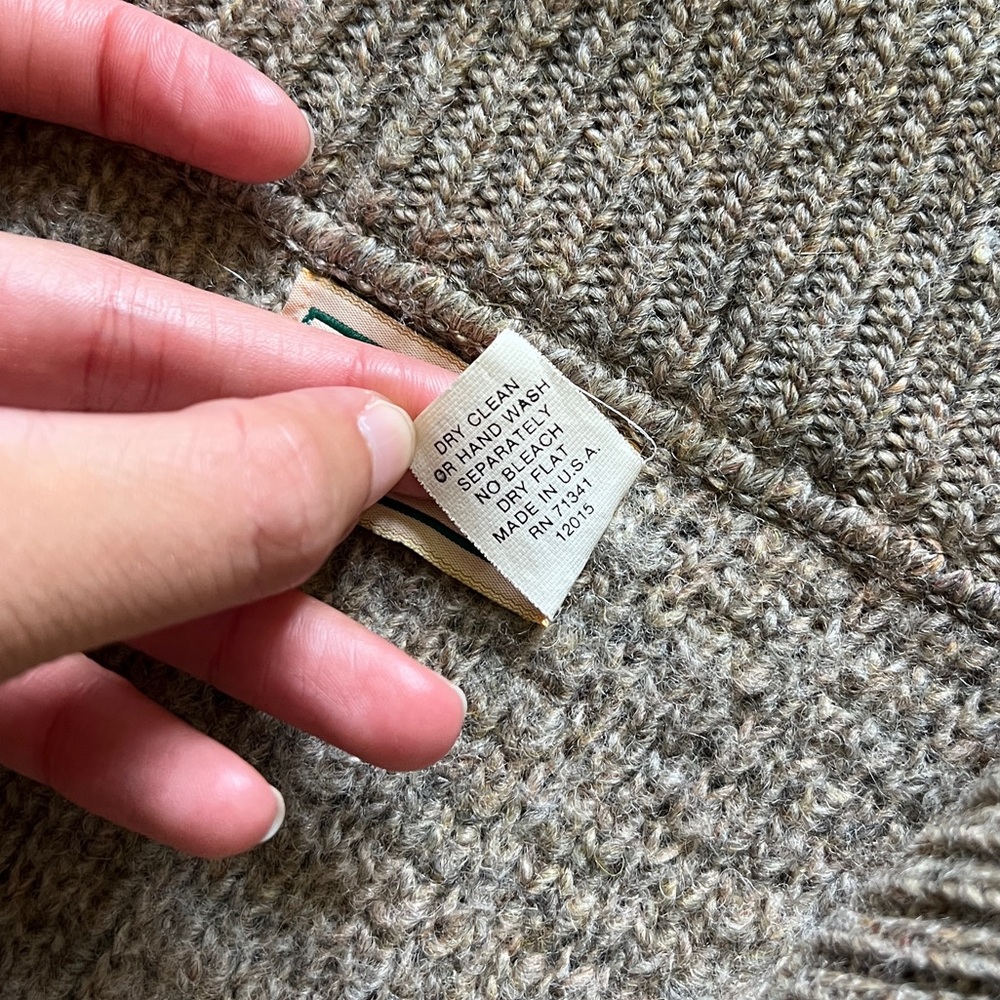 DRY CLEAN
OR HAND WASH
SEPARATELY
NO BLEACH
DRY FLAT
MADE IN U.S.A.
RN 71341
12015